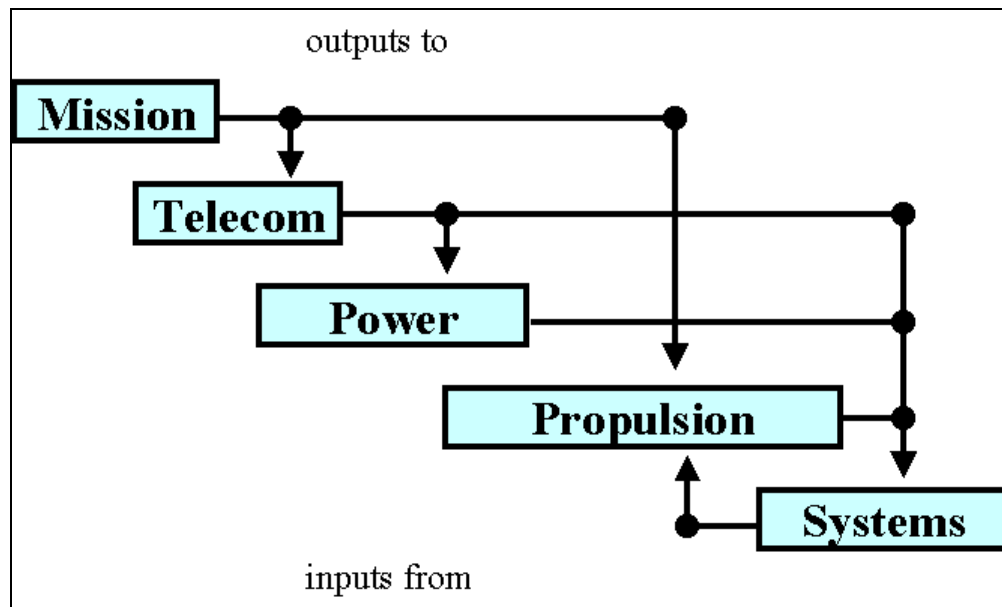 outputs to
Mission
Telecom
Power
Propulsion
Systems
inputs from